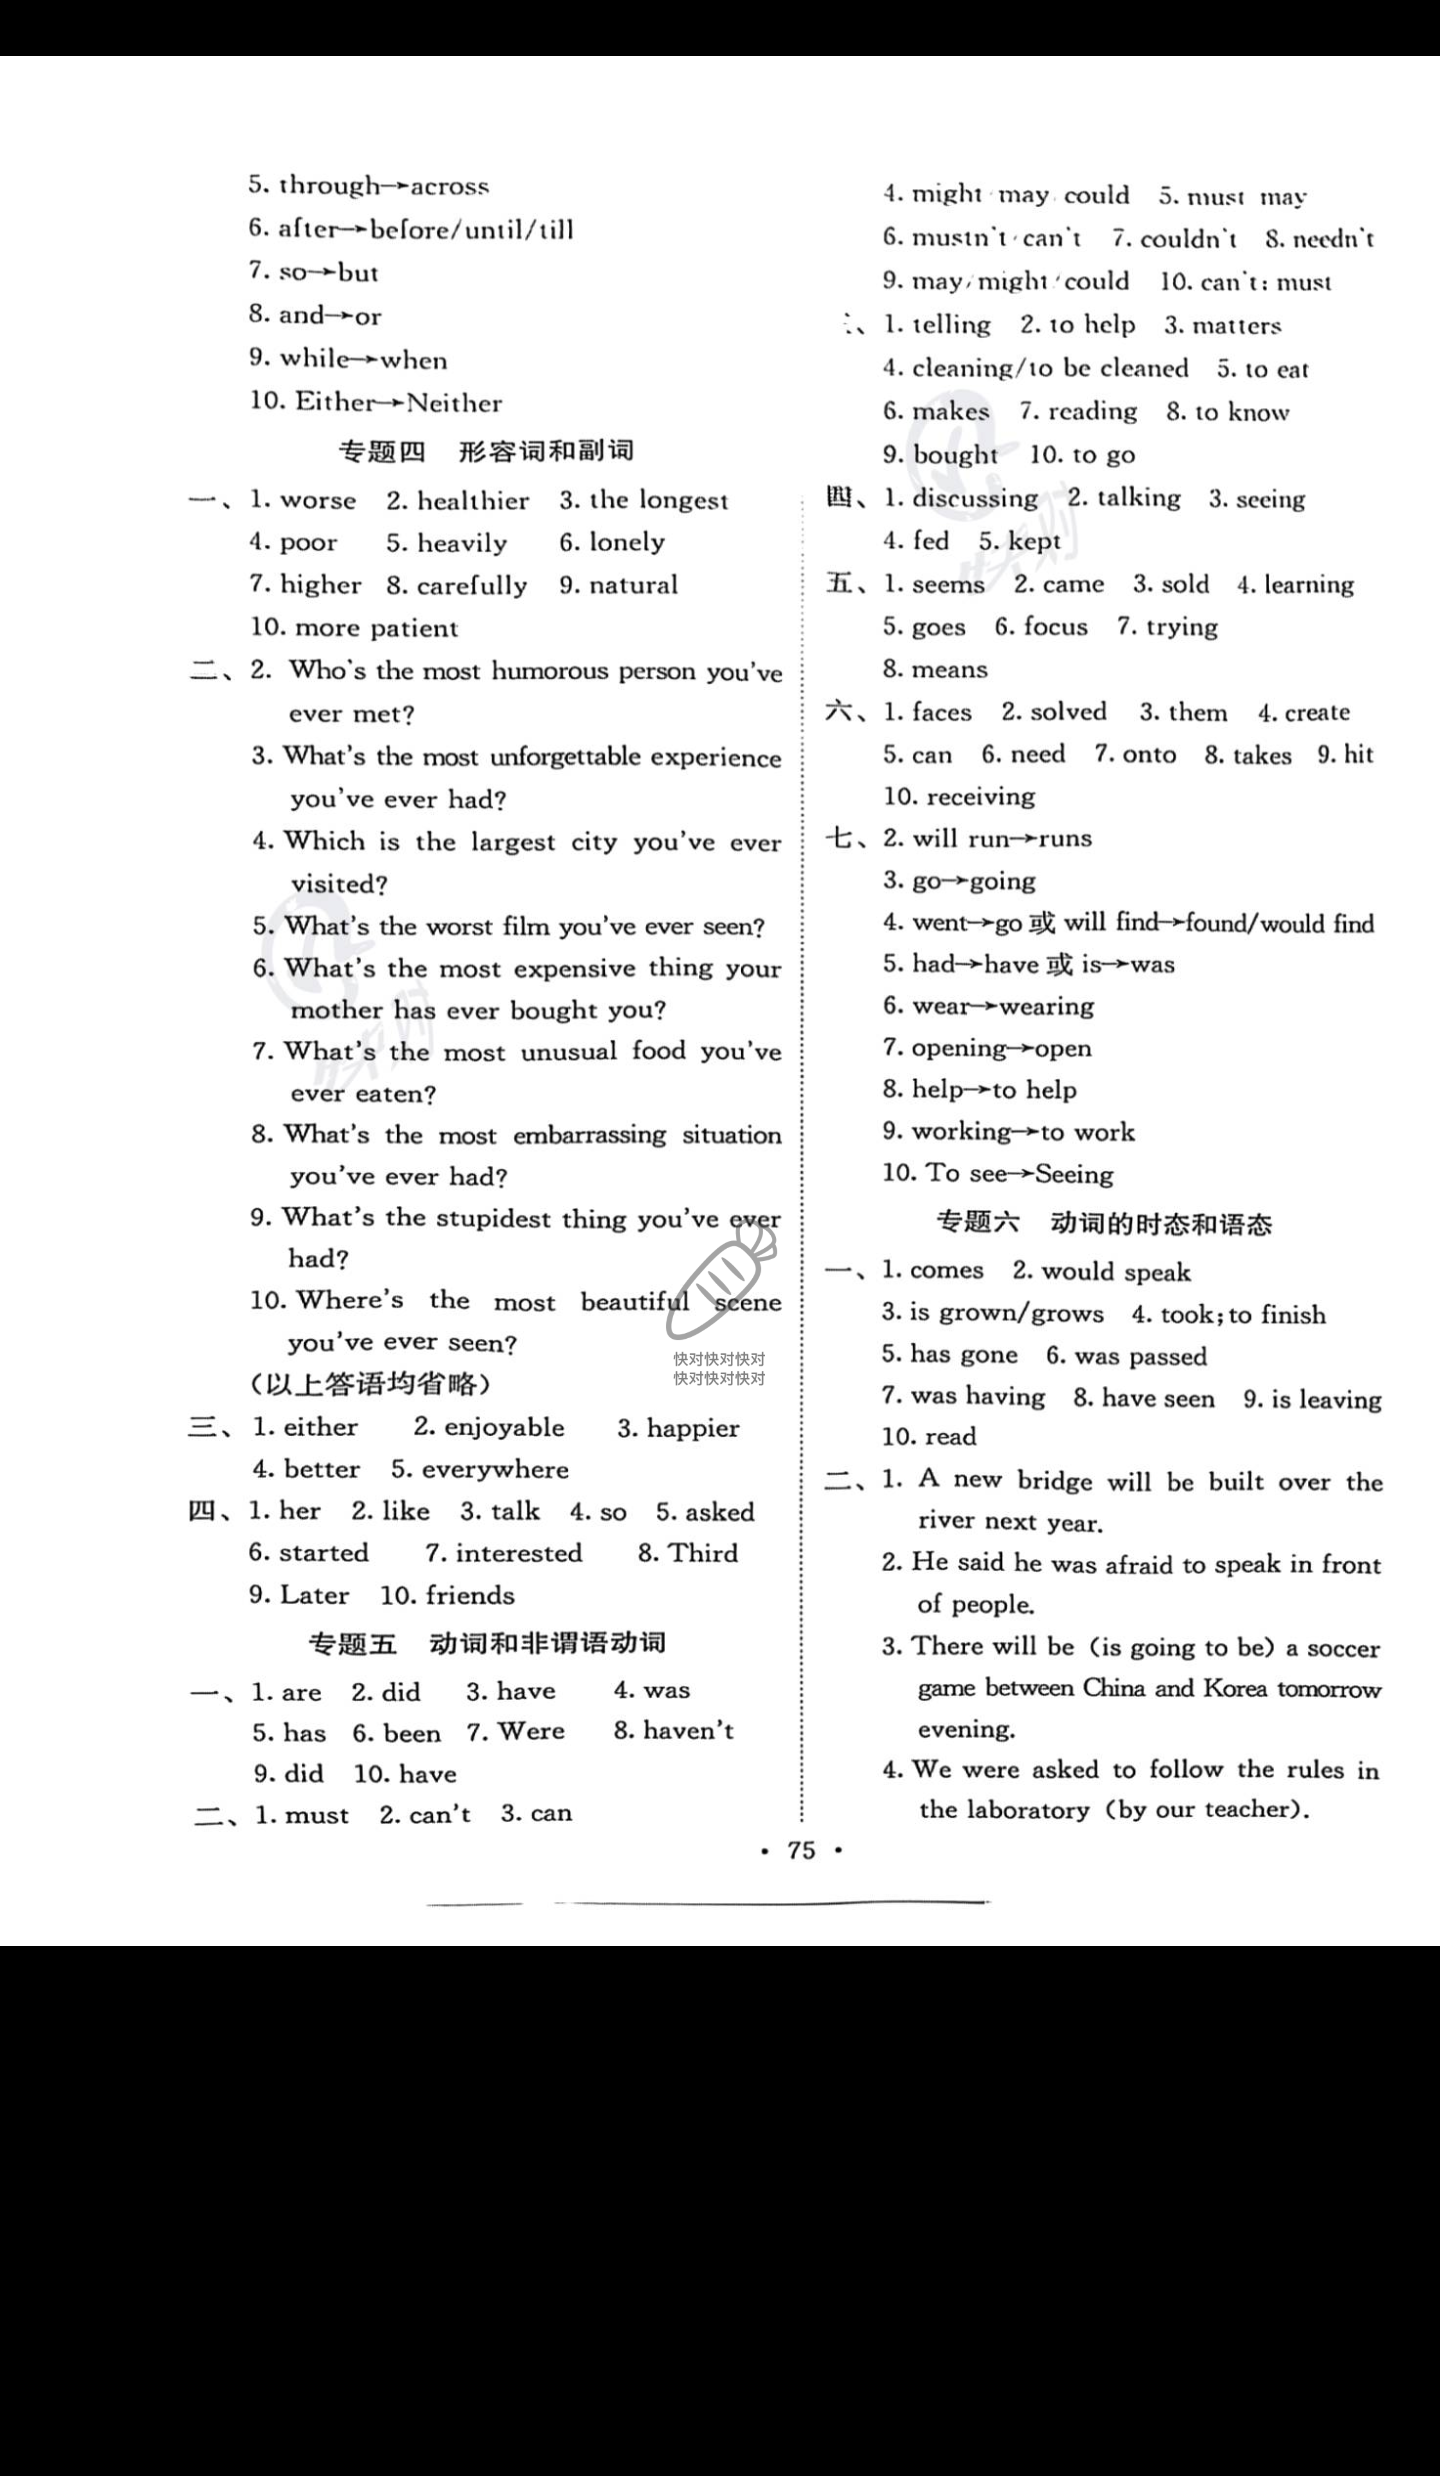 5. through→across
6. after→before/until/till
7. so→but
8. and→or
9. while→when
10. Either→Neither
专题四 形容词和副词
一、1. worse 2. healthier 3. the longest
4. poor 5. heavily 6. lonely
7. higher 8. carefully 9. natural
10. more patient
二、2. Who's the most humorous person you've
ever met?
3. What's the most unforgettable experience
you've ever had?
4. Which is the largest city you've ever
visited?
5. What's the worst film you've ever seen?
6. What's the most expensive thing your
mother has ever bought you?
7. What's the most unusual food you've
ever eaten?
8. What's the most embarrassing situation
you've ever had?
9. What's the stupidest thing you've ever
had?
10. Where's the most beautiful scene
you've ever seen?
(以上答语均省略)
三、1. either 2. enjoyable 3. happier
4. better 5. everywhere
四、1. her 2. like 3. talk 4. so 5. asked
6. started 7. interested 8. Third
9. Later 10. friends
专题五 动词和非谓语动词
一、1. are 2. did 3. have 4. was
5. has 6. been 7. Were 8. haven't
9. did 10. have
二、1. must 2. can't 3. can
4. might may could 5. must may
6. mustn't can't 7. couldn't 8. needn't
9. may/might/could 10. can't; must
、1. telling 2. to help 3. matters
4. cleaning/to be cleaned 5. to eat
6. makes 7. reading 8. to know
9. bought 10. to go
四、1. discussing 2. talking 3. seeing
4. fed 5. kept
五、1. seems 2. came 3. sold 4. learning
5. goes 6. focus 7. trying
8. means
六、1. faces 2. solved 3. them 4. create
5. can 6. need 7. onto 8. takes 9. hit
10. receiving
七、2. will run→runs
3. go→going
4. went→go 或 will find→found/would find
5. had→have 或 is→was
6. wear→wearing
7. opening→open
8. help→to help
9. working→to work
10. To see→Seeing
专题六 动词的时态和语态
一、1. comes 2. would speak
3. is grown/grows 4. took; to finish
5. has gone 6. was passed
7. was having 8. have seen 9. is leaving
10. read
二、1. A new bridge will be built over the
river next year.
2. He said he was afraid to speak in front
of people.
3. There will be (is going to be) a soccer
game between China and Korea tomorrow
evening.
4. We were asked to follow the rules in
the laboratory (by our teacher).
• 75 •
快对
快对
快对快对快对
快对快对快对